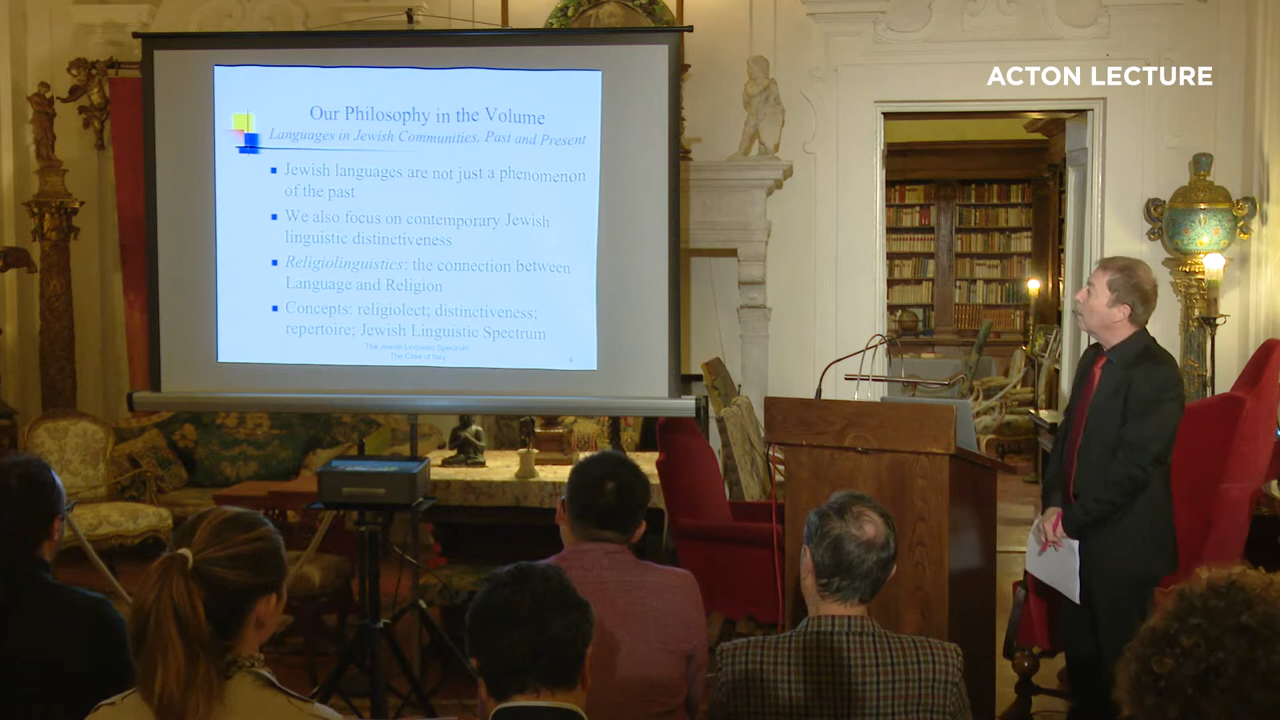 ACTON LECTURE
Our Philosophy in the Volume
Languages in Jewish Communities, Past and Present
Jewish languages are not just a phenomenon
of the past
We also focus on contemporary Jewish
linguistic distinctiveness
Religiolinguistics: the connection between
Language and Religion
Concepts: religiolect; distinctiveness;
repertoire; Jewish Linguistic Spectrum
The Jewish Linguistic Spectrum
The Case of Italy
4